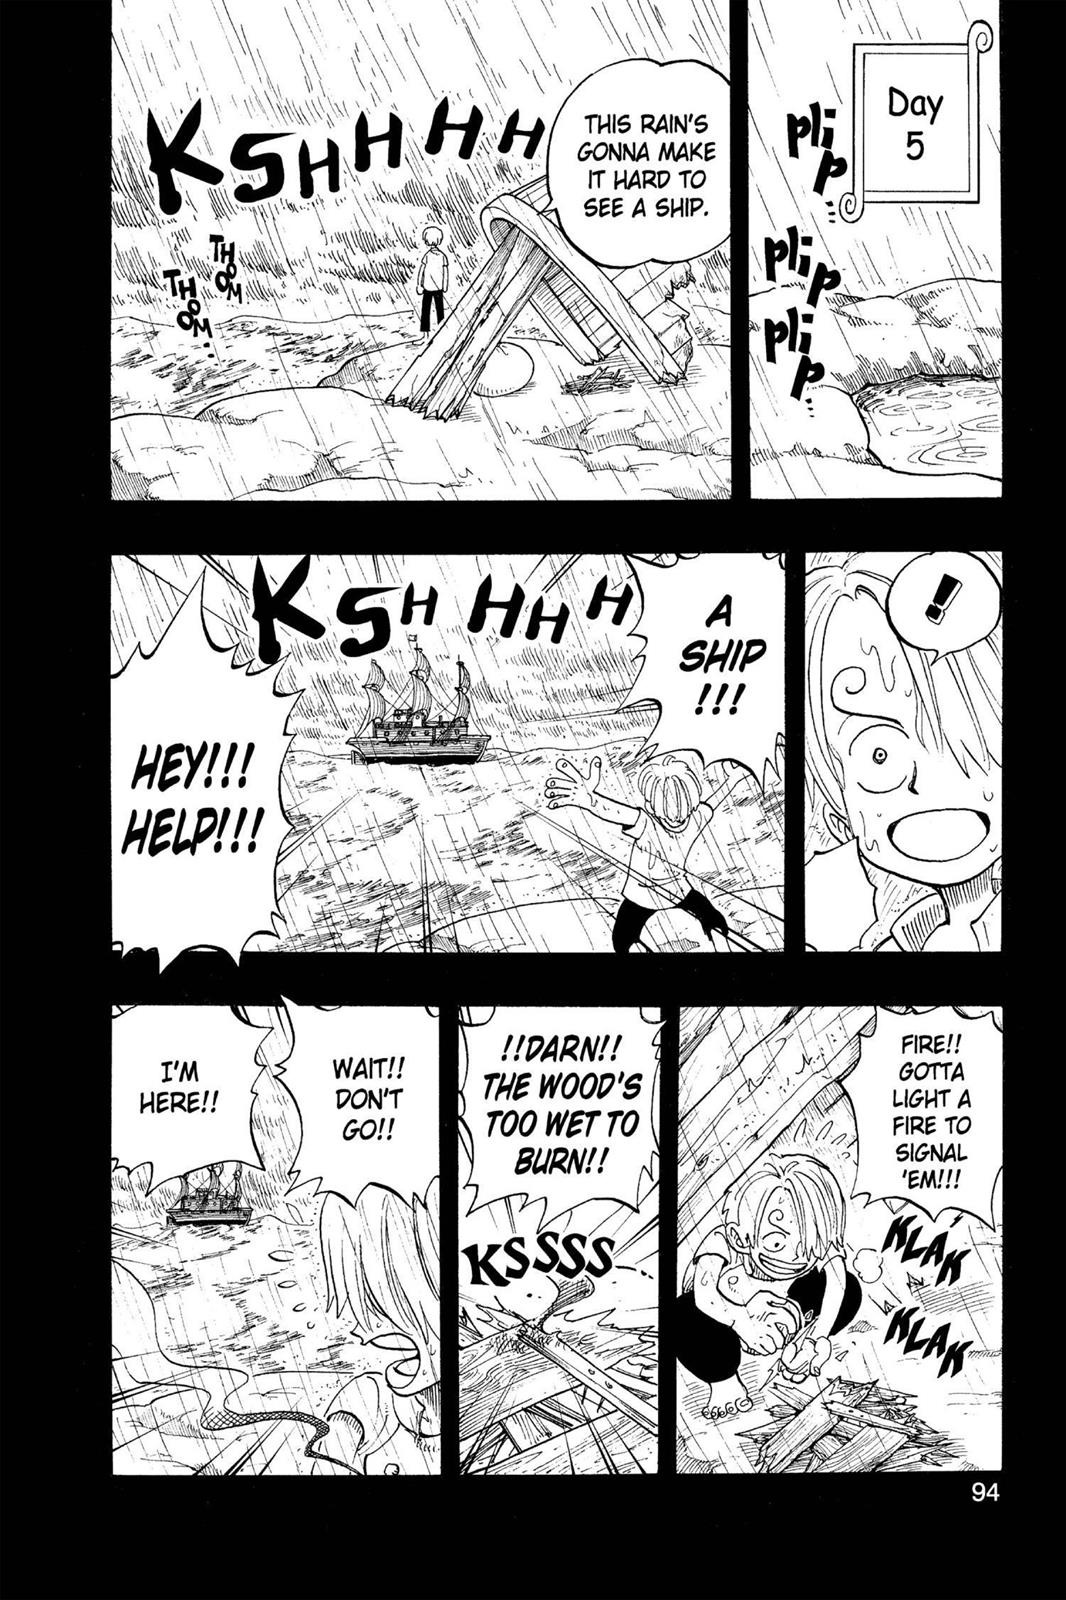 Day
5
plip
plip
plip
THIS RAIN'S
GONNA MAKE
IT HARD TO
SEE A SHIP.
KSHHHHH
THOOM
THOOM...
!
A
SHIP
!!!
KSHHHHH
HEY!!!
HELP!!!
FIRE!!
GOTTA
LIGHT A
FIRE TO
SIGNAL
'EM!!!
KLAK
KLAK
!!DARN!!
THE WOOD'S
TOO WET TO
BURN!!
KSSSS
WAIT!!
DON'T
GO!!
I'M
HERE!!
94